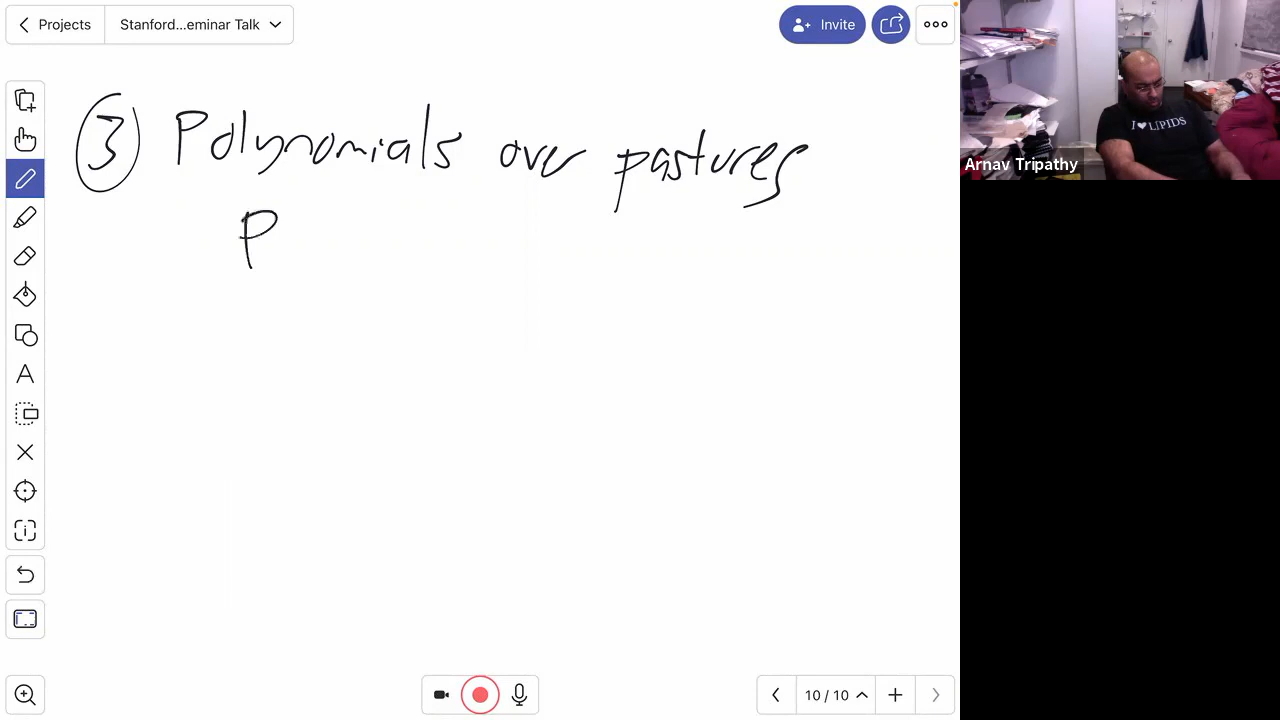 Projects
Stanford...eminar Talk
Invite
③ Polynomials over pastures
P
A
10 / 10
I ♥ LIPIDS
Arnav Tripathy